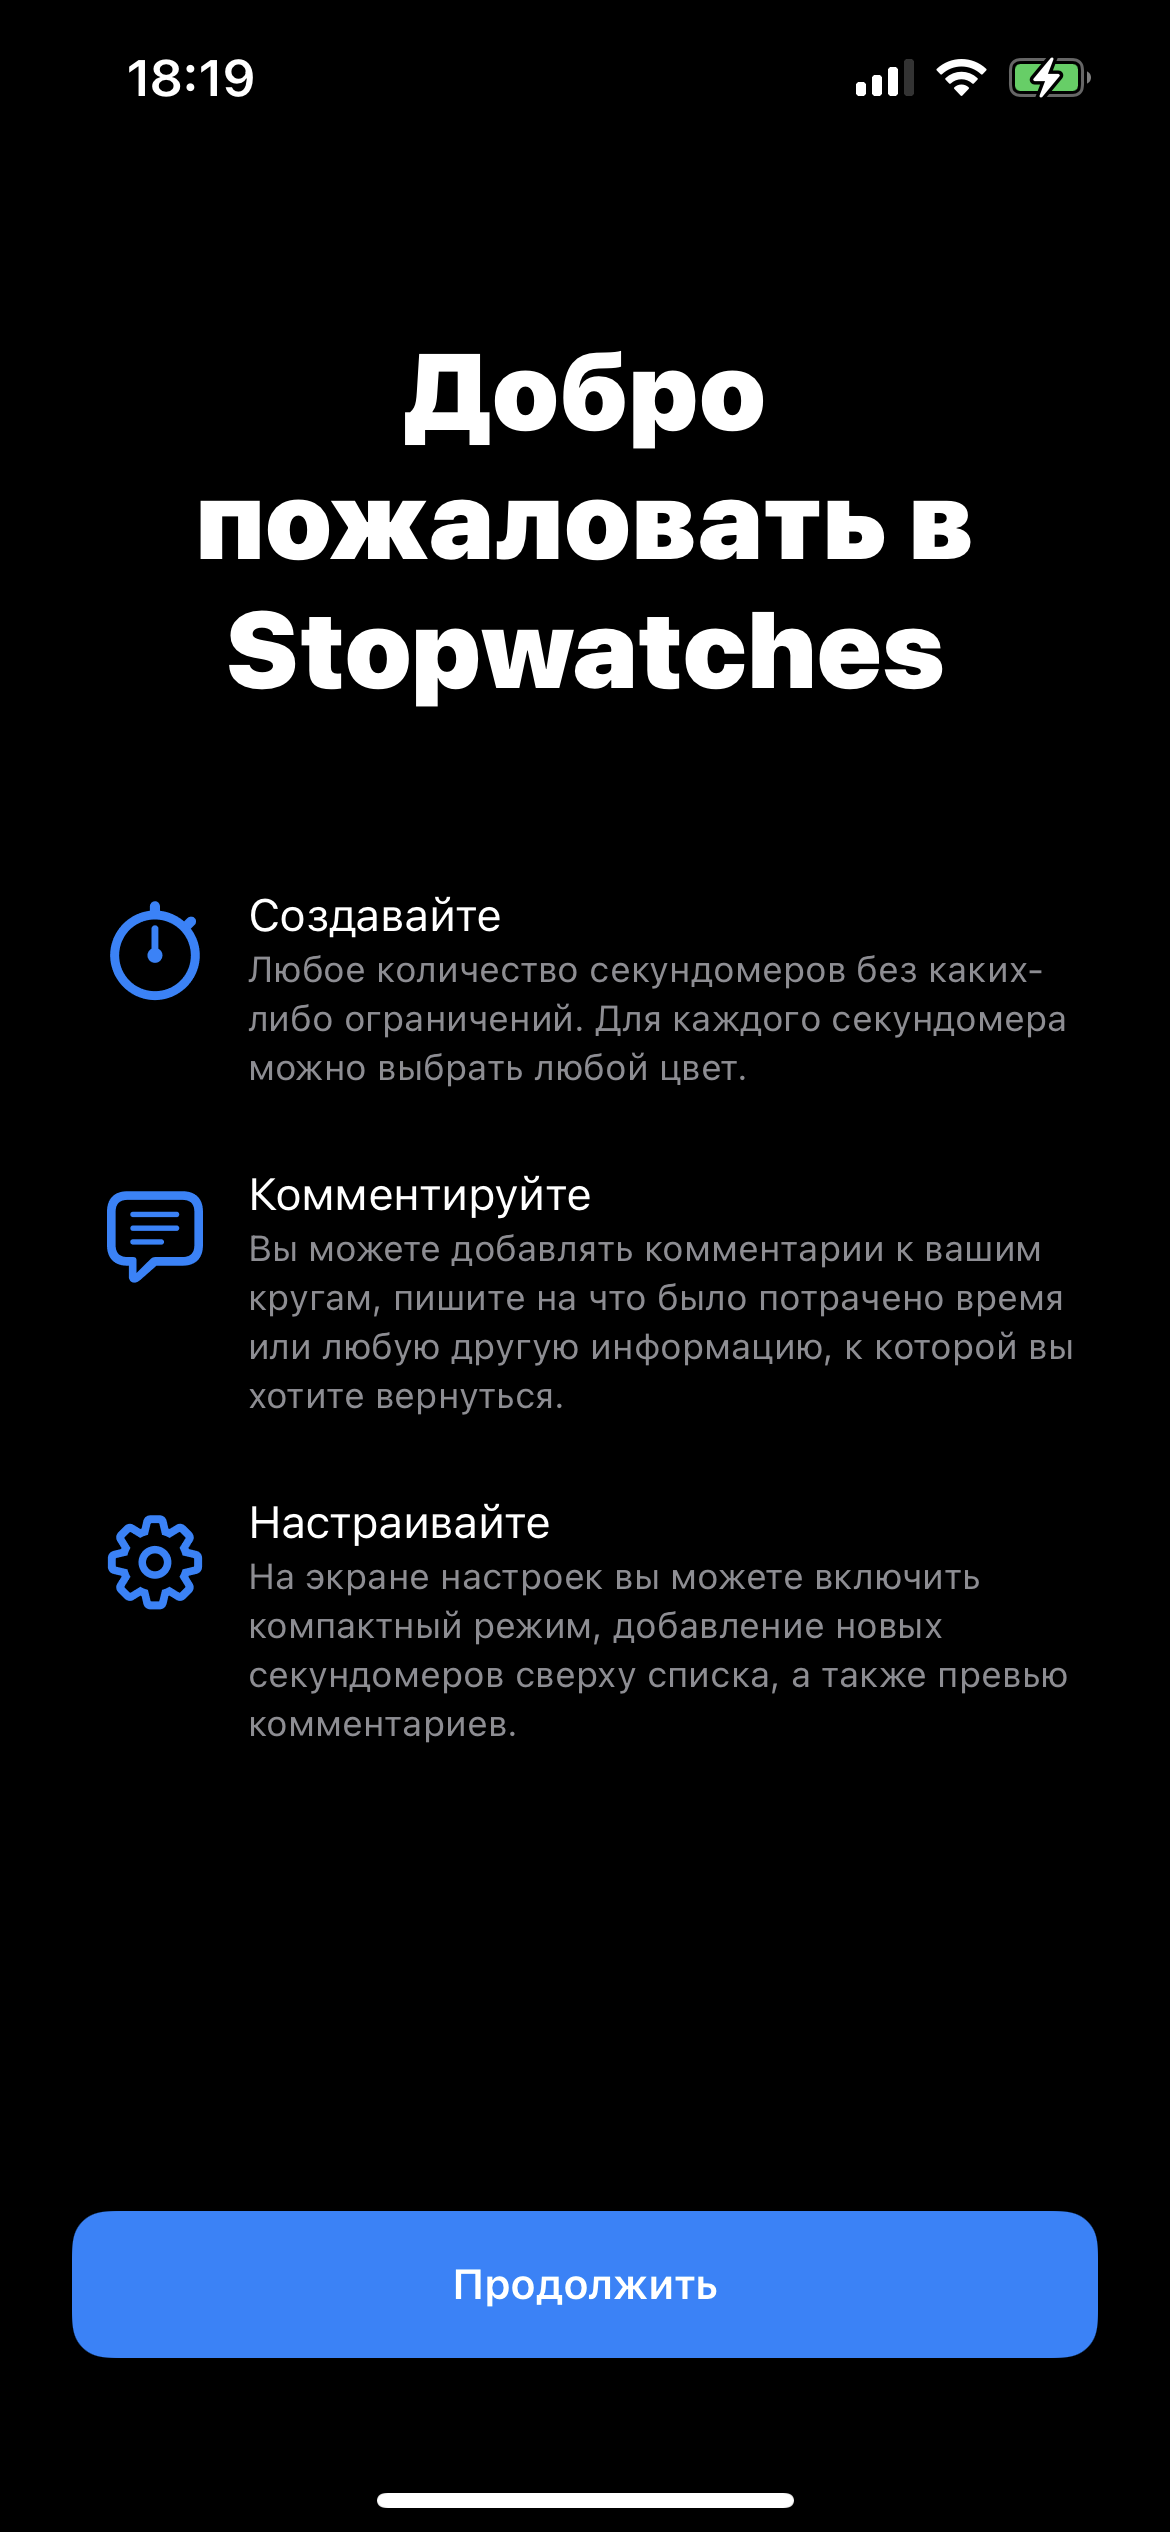 18:19
Добро
пожаловать в
Stopwatches
Создавайте
Любое количество секундомеров без каких-
либо ограничений. Для каждого секундомера
можно выбрать любой цвет.
Комментируйте
Вы можете добавлять комментарии к вашим
кругам, пишите на что было потрачено время
или любую другую информацию, к которой вы
хотите вернуться.
Настраивайте
На экране настроек вы можете включить
компактный режим, добавление новых
секундомеров сверху списка, а также превью
комментариев.
Продолжить